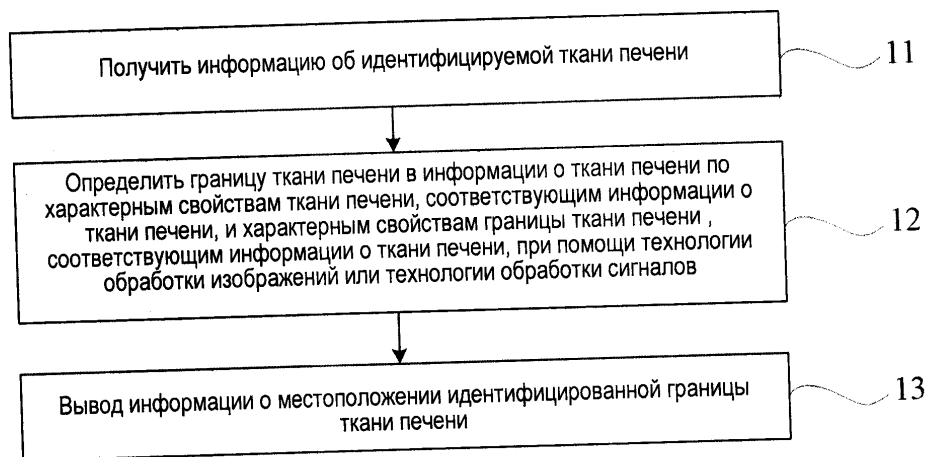 Получить информацию об идентифицируемой ткани печени
11
Определить границу ткани печени в информации о ткани печени по
характерным свойствам ткани печени, соответствующим информации о
ткани печени, и характерным свойствам границы ткани печени ,
соответствующим информации о ткани печени, при помощи технологии
обработки изображений или технологии обработки сигналов
12
Вывод информации о местоположении идентифицированной границы
ткани печени
13